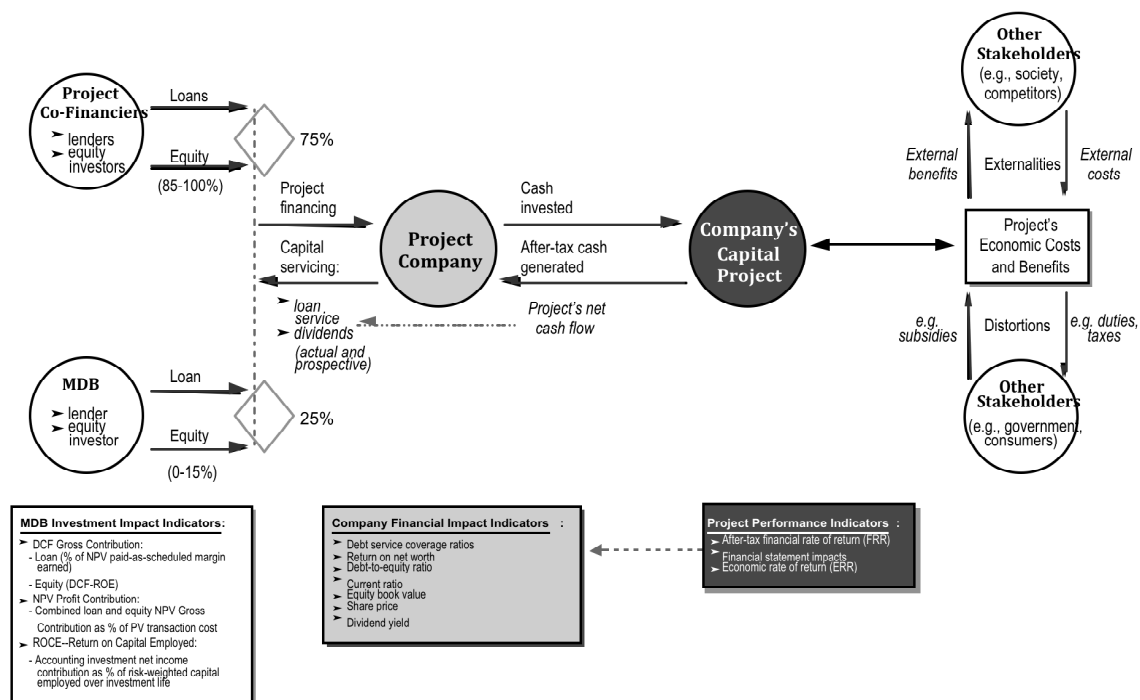 Project
Co-Financiers
➤ lenders
➤ equity
investors
Loans
Equity
(85-100%)
75%
Project
financing
Capital
servicing:
➤ loan
service
➤ dividends
(actual and
prospective)
Project
Company
Cash
invested
After-tax cash
generated
Project's net
cash flow
Company's
Capital
Project
Other
Stakeholders
(e.g., society,
competitors)
External
benefits
Externalities
External
costs
Project's
Economic Costs
and Benefits
e.g.
subsidies
Distortions
e.g. duties,
taxes
Other
Stakeholders
(e.g., government,
consumers)
MDB
➤ lender
➤ equity
investor
Loan
Equity
(0-15%)
25%
MDB Investment Impact Indicators:
➤ DCF Gross Contribution:
- Loan (% of NPV paid-as-scheduled margin
earned)
- Equity (DCF-ROE)
➤ NPV Profit Contribution:
- Combined loan and equity NPV Gross
Contribution as % of PV transaction cost
➤ ROCE--Return on Capital Employed:
- Accounting investment net income
contribution as % of risk-weighted capital
employed over investment life
Company Financial Impact Indicators :
➤ Debt service coverage ratios
➤ Return on net worth
➤ Debt-to-equity ratio
➤ Current ratio
➤ Equity book value
➤ Share price
➤ Dividend yield
Project Performance Indicators :
➤ After-tax financial rate of return (FRR)
➤ Financial statement impacts
➤ Economic rate of return (ERR)